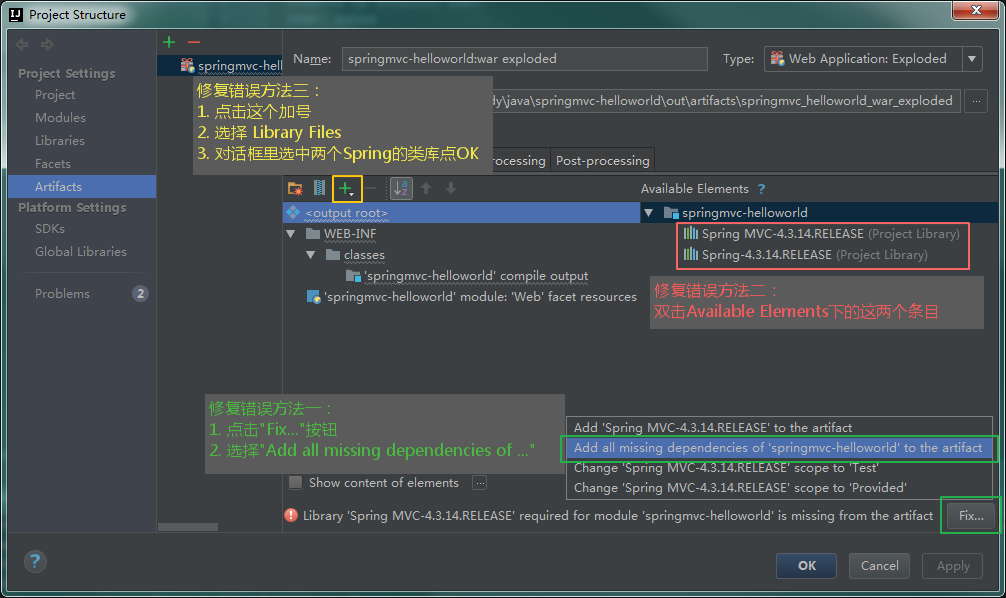 Project Structure
Project Settings
Project
Modules
Libraries
Facets
Artifacts
Platform Settings
SDKs
Global Libraries
Problems 2
springmvc-hell
Name: springmvc-helloworld:war exploded Type: Web Application: Exploded
修复错误方法三：
1. 点击这个加号
2. 选择 Library Files
3. 对话框里选中两个Spring的类库点OK
dy\java\springmvc-helloworld\out\artifacts\springmvc_helloworld_war_exploded ...
rocessing Post-processing
Available Elements ?
<output root>
WEB-INF
classes
'springmvc-helloworld' compile output
'springmvc-helloworld' module: 'Web' facet resources
springmvc-helloworld
Spring MVC-4.3.14.RELEASE (Project Library)
Spring-4.3.14.RELEASE (Project Library)
修复错误方法二：
双击Available Elements下的这两个条目
修复错误方法一：
1. 点击"Fix..."按钮
2. 选择"Add all missing dependencies of ..."
Add 'Spring MVC-4.3.14.RELEASE' to the artifact
Add all missing dependencies of 'springmvc-helloworld' to the artifact
Change 'Spring MVC-4.3.14.RELEASE' scope to 'Test'
Change 'Spring MVC-4.3.14.RELEASE' scope to 'Provided'
Show content of elements ...
Library 'Spring MVC-4.3.14.RELEASE' required for module 'springmvc-helloworld' is missing from the artifact Fix...
? OK Cancel Apply